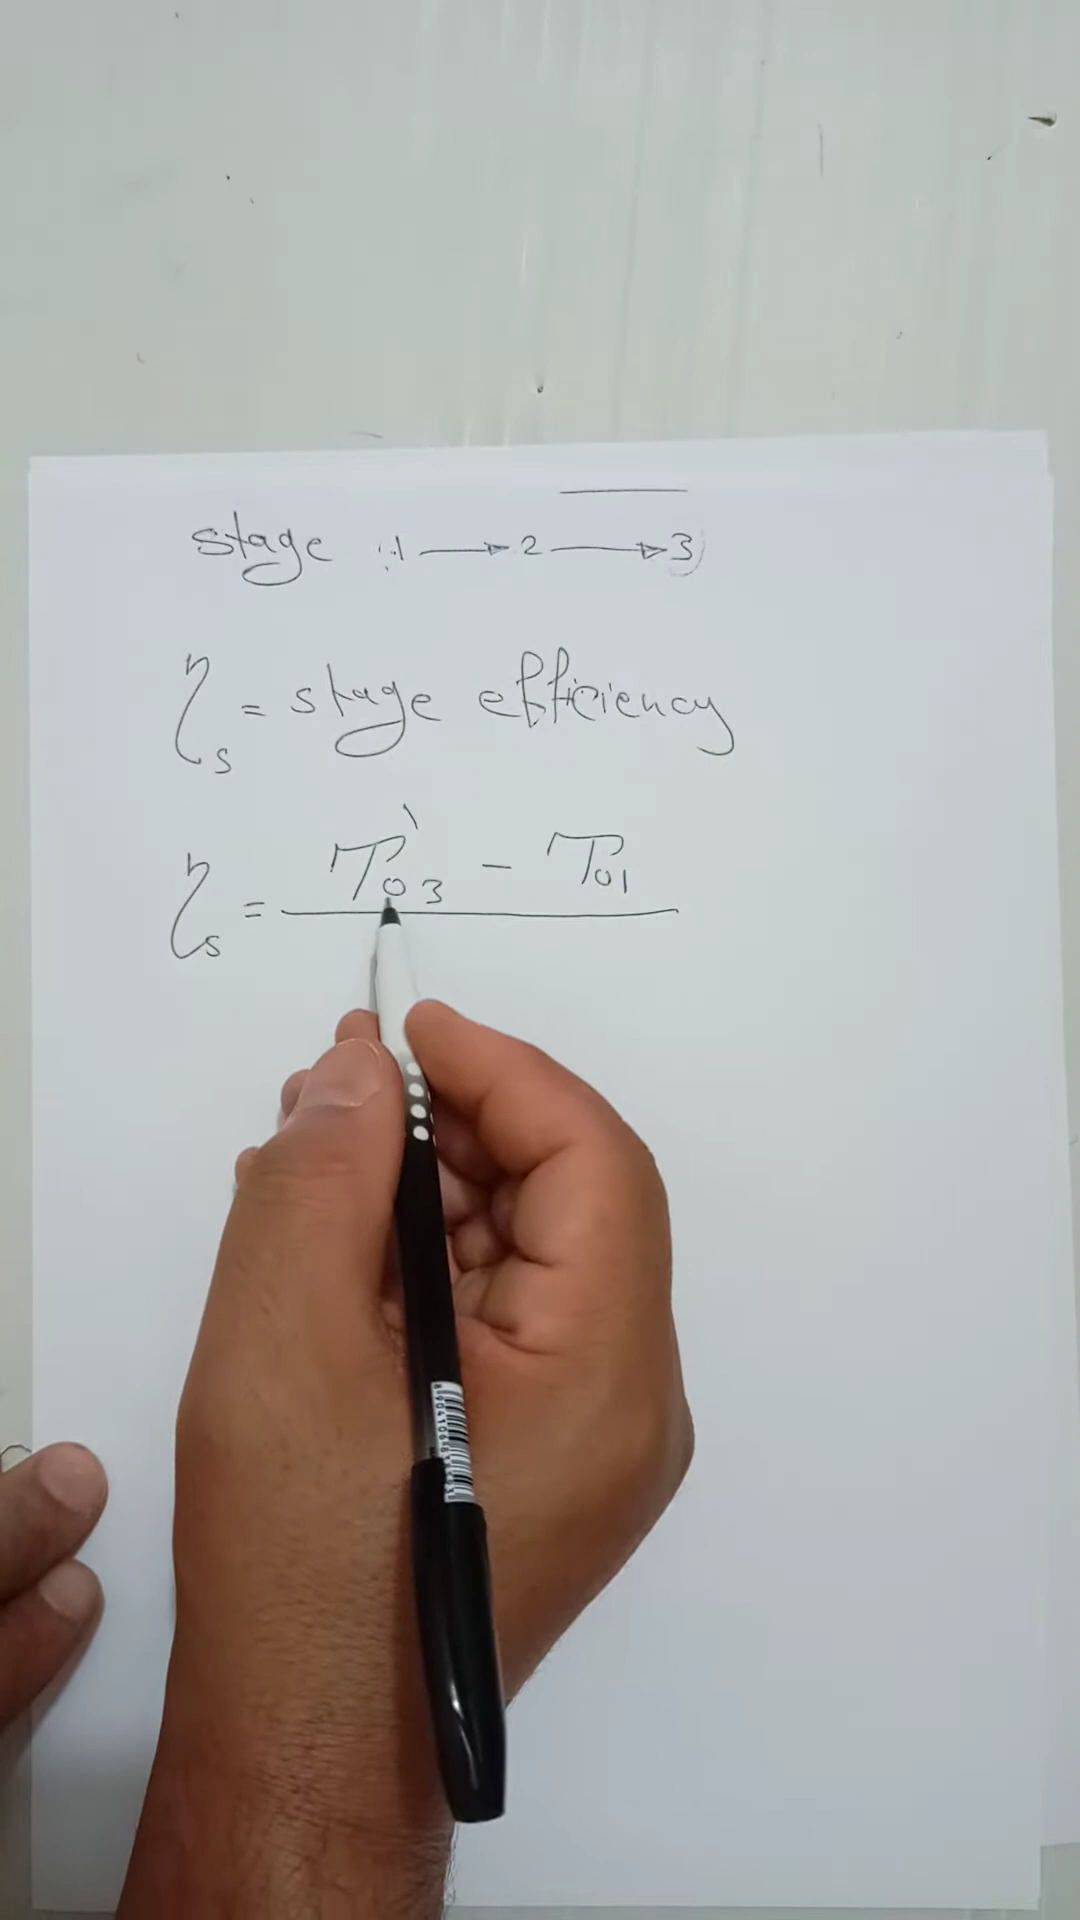 stage : 1 → 2 → 3
η_s = stage efficiency
η_s = T'_03 - T_01